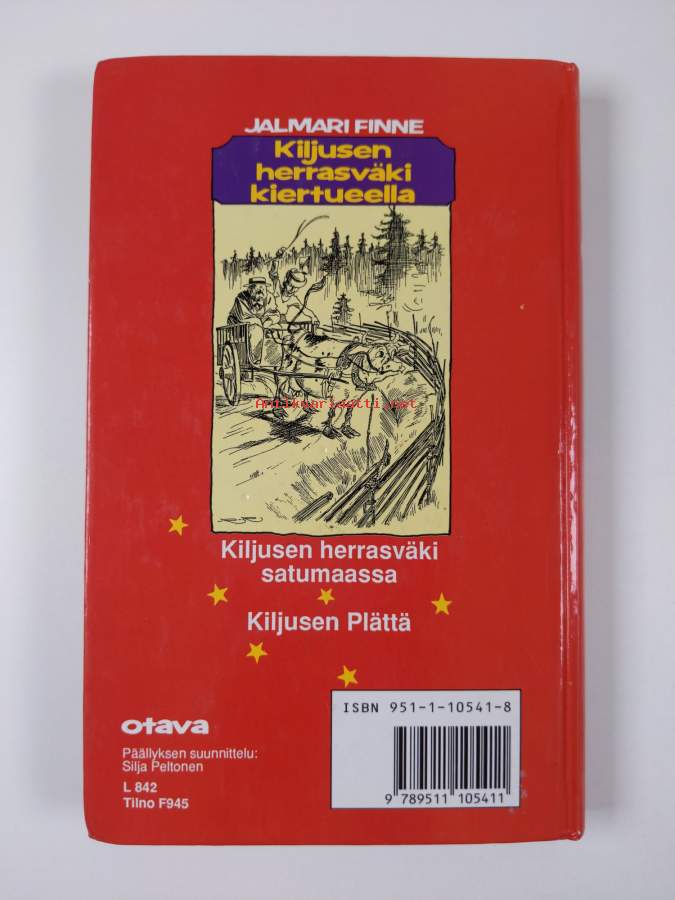 JALMARI FINNE
Kiljusen
herrasväki
kiertueella
Antikvariaatti.net
Kiljusen herrasväki
satumaassa
Kiljusen Plättä
otava
Päällyksen suunnittelu:
Silja Peltonen
L 842
Tilno F945
ISBN 951-1-10541-8
9 789511 105411